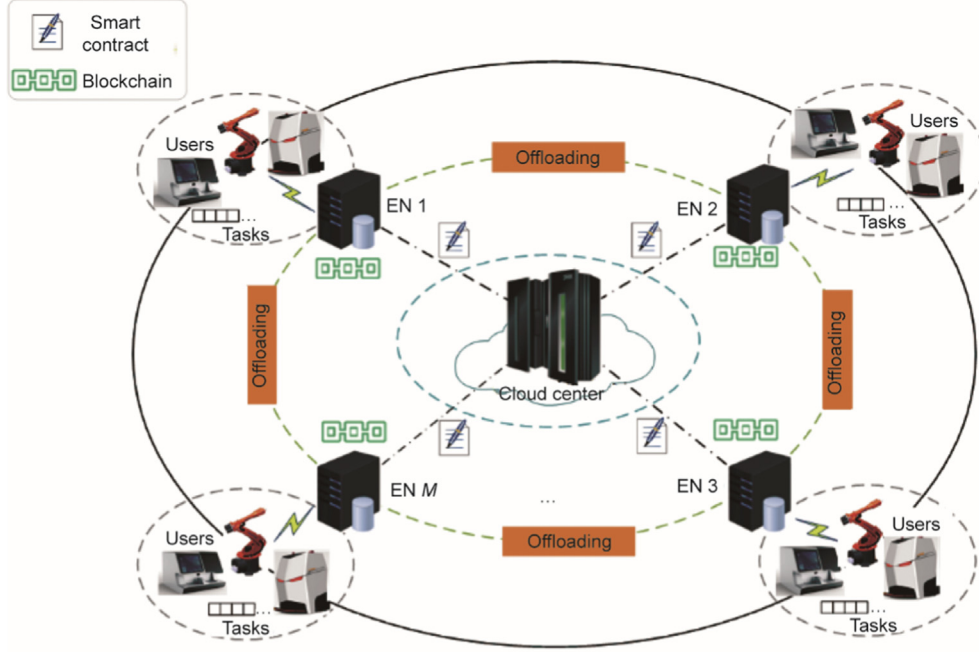 Smart
contract
Blockchain
Users
Tasks
...
EN 1
Offloading
EN 2
Users
...
Tasks
Offloading
Cloud center
Offloading
EN M
...
EN 3
Offloading
Users
...
Tasks
Users
...
Tasks